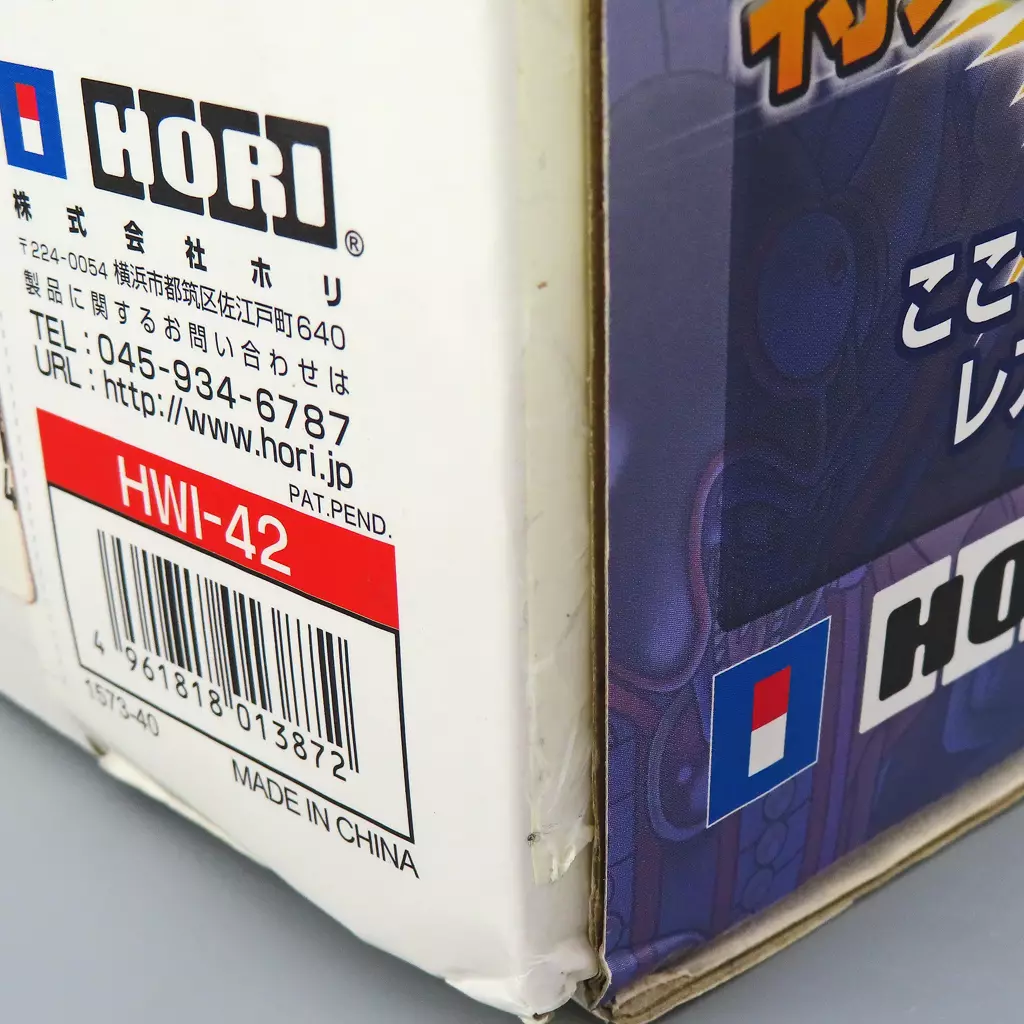 HORI®
株式会社ホリ
〒224-0054 横浜市都筑区佐江戸町640
製品に関するお問い合わせは
TEL:045-934-6787
URL:http://www.hori.jp
PAT.PEND.
HWI-42
4 961818 013872
1573-40
MADE IN CHINA
ここ
レ
HO